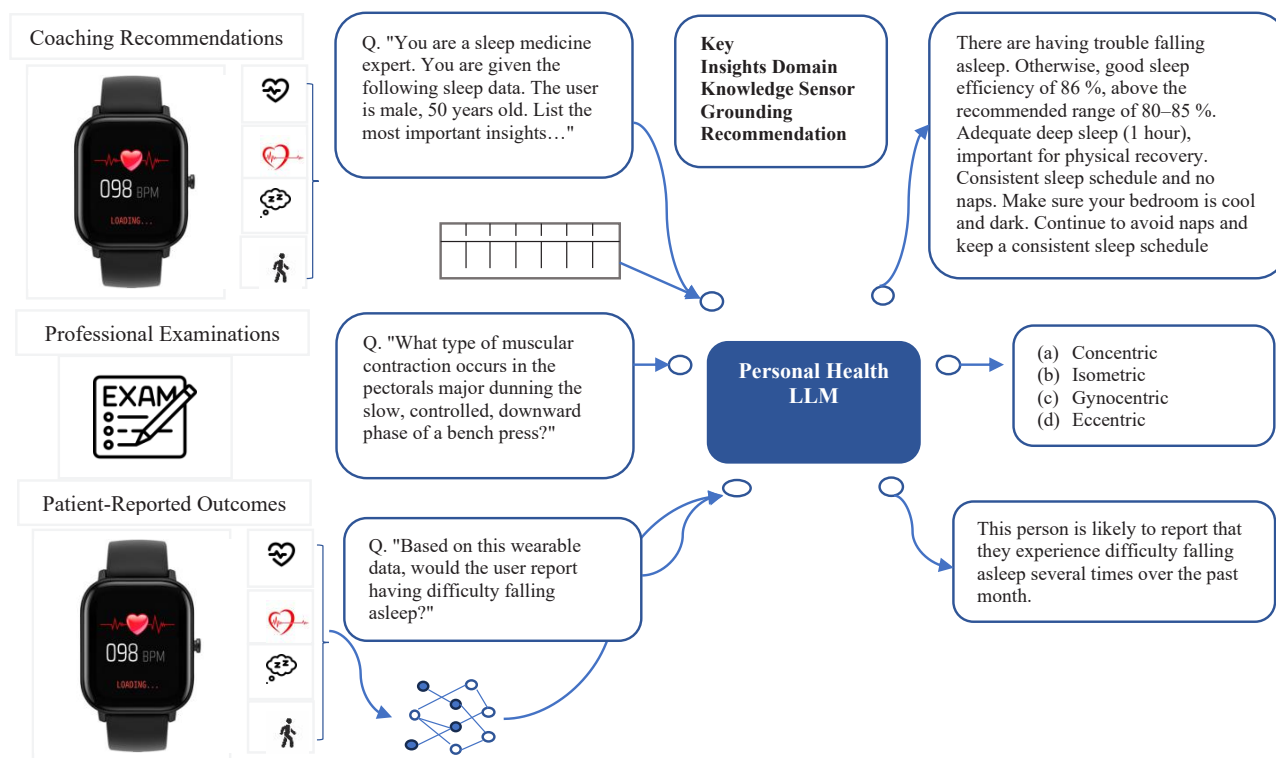 Coaching Recommendations
098 BPM
LOADING...
Q. "You are a sleep medicine
expert. You are given the
following sleep data. The user
is male, 50 years old. List the
most important insights…"
Key
Insights Domain
Knowledge Sensor
Grounding
Recommendation
There are having trouble falling
asleep. Otherwise, good sleep
efficiency of 86 %, above the
recommended range of 80–85 %.
Adequate deep sleep (1 hour),
important for physical recovery.
Consistent sleep schedule and no
naps. Make sure your bedroom is cool
and dark. Continue to avoid naps and
keep a consistent sleep schedule
Professional Examinations
EXAM
Q. "What type of muscular
contraction occurs in the
pectorals major dunning the
slow, controlled, downward
phase of a bench press?"
Personal Health
LLM
(a) Concentric
(b) Isometric
(c) Gynocentric
(d) Eccentric
Patient-Reported Outcomes
098 BPM
LOADING...
Q. "Based on this wearable
data, would the user report
having difficulty falling
asleep?"
This person is likely to report that
they experience difficulty falling
asleep several times over the past
month.